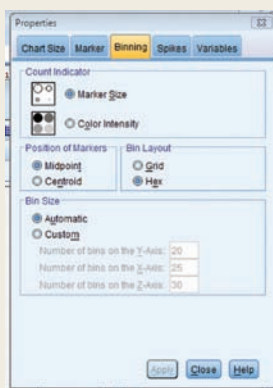 Properties
Chart Size Marker Binning Spikes Variables
Count Indicator
Marker Size
Color Intensity
Position of Markers Bin Layout
Midpoint Grid
Centroid Hex
Bin Size
Automatic
Custom
Number of bins on the Y-Axis: 20
Number of bins on the X-Axis: 25
Number of bins on the Z-Axis: 30
Apply Close Help